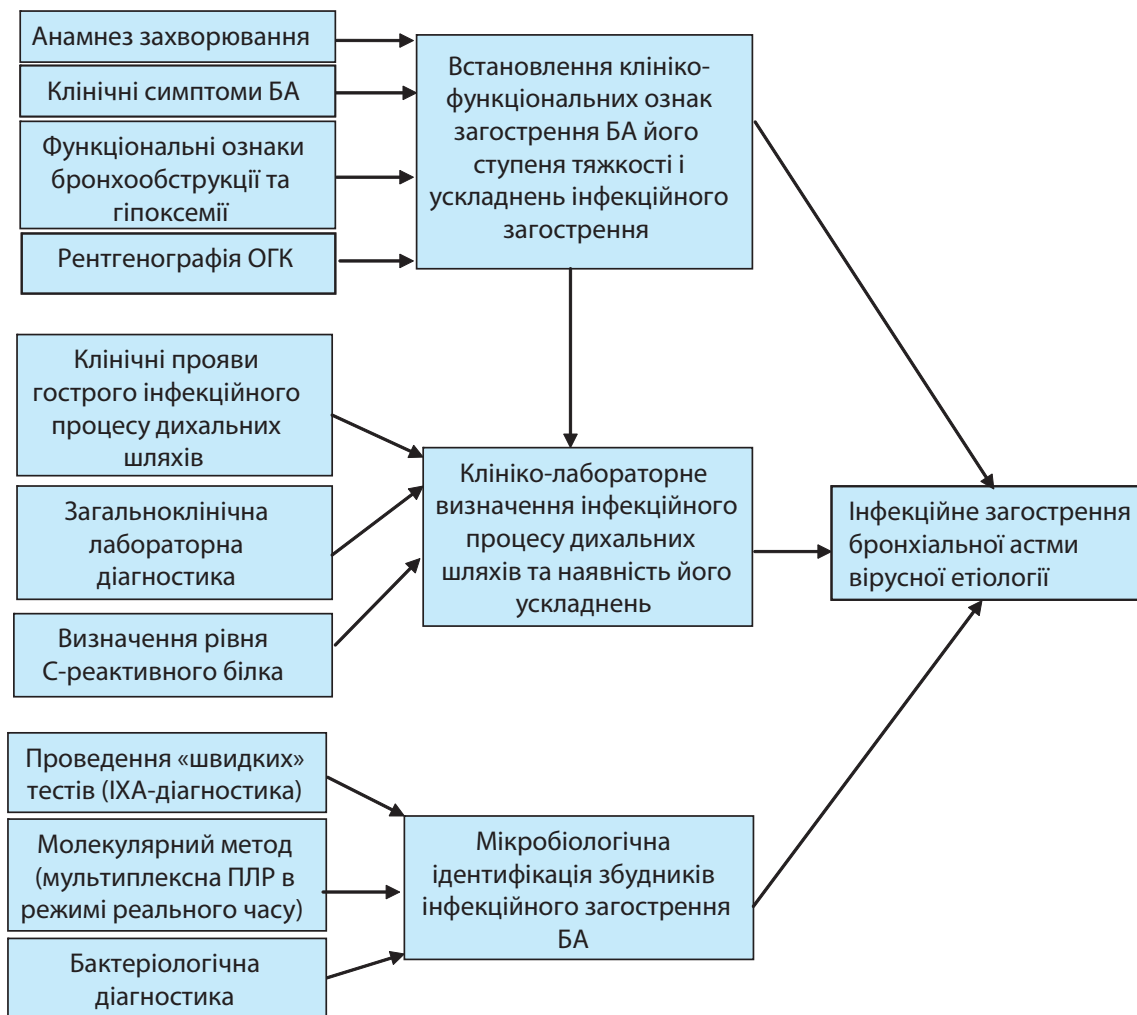 Анамнез захворювання
Клінічні симптоми БА
Функціональні ознаки
бронхообструкції та
гіпоксемії
Рентгенографія ОГК
Встановлення клініко-
функціональних ознак
загострення БА його
ступеня тяжкості і
ускладнень інфекційного
загострення
Клінічні прояви
гострого інфекційного
процесу дихальних
шляхів
Загальноклінічна
лабораторна
діагностика
Визначення рівня
С-реактивного білка
Клініко-лабораторне
визначення інфекційного
процесу дихальних
шляхів та наявність його
ускладнень
Інфекційне загострення
бронхіальної астми
вірусної етіології
Проведення «швидких»
тестів (ІХА-діагностика)
Молекулярний метод
(мультиплексна ПЛР в
режимі реального часу)
Бактеріологічна
діагностика
Мікробіологічна
ідентифікація збудників
інфекційного загострення
БА